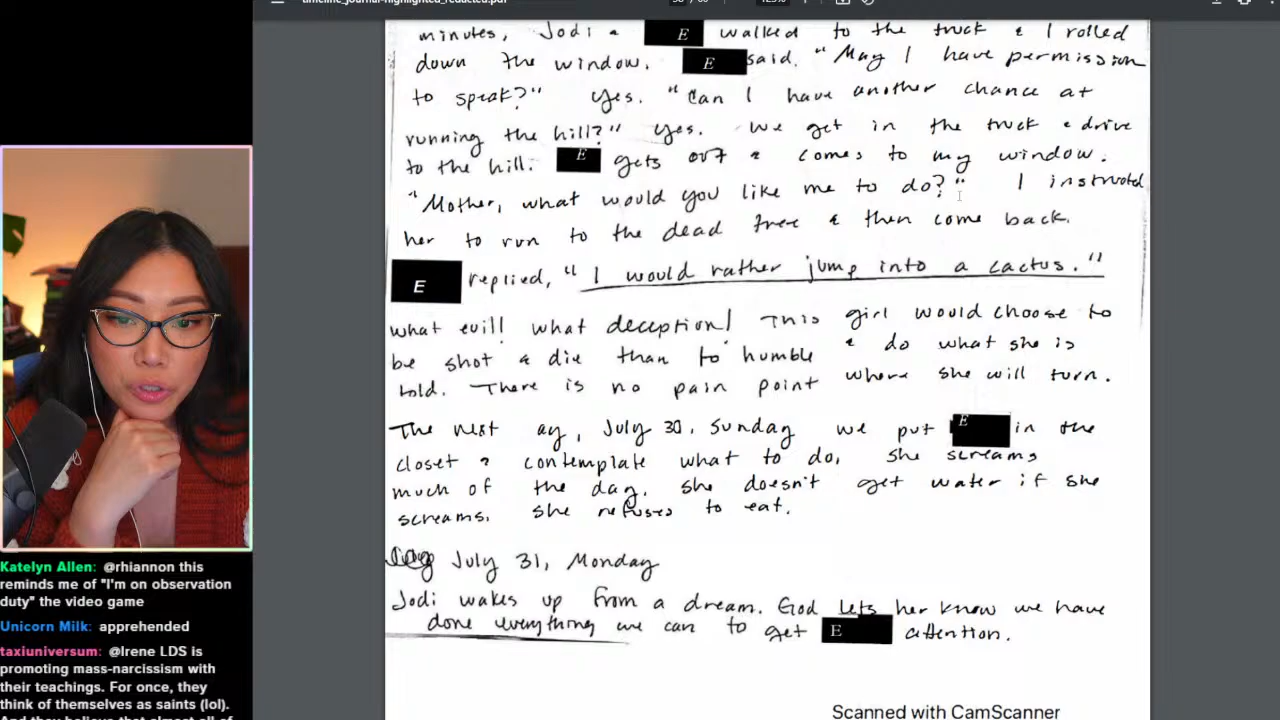 timeline_journal-highlighted_redacted.pdf
minutes, Jodi & E walked to the truck & I rolled
down the window. E said. "May I have permission
to speak?" Yes. "Can I have another chance at
running the hill?" Yes. We get in the truck & drive
to the hill. E gets out & comes to my window.
"Mother, what would you like me to do?" I instructed
her to run to the dead tree & then come back.
E replied, "I would rather jump into a cactus."
what evil! what deception! This girl would choose to
be shot & die than to humble & do what she is
told. There is no pain point where she will turn.
The next ay, July 30, Sunday we put E in the
closet & contemplate what to do. She screams
much of the day. She doesn't get water if she
screams. She refuses to eat.
July 31, Monday
Jodi wakes up from a dream. God lets her know we have
done everything we can to get E attention.
Scanned with CamScanner
Katelyn Allen: @rhiannon this
reminds me of "I'm on observation
duty" the video game
Unicorn Milk: apprehended
taxiuniversum: @Irene LDS is
promoting mass-narcissism with
their teachings. For once, they
think of themselves as saints (lol).
And they believe that almost all of